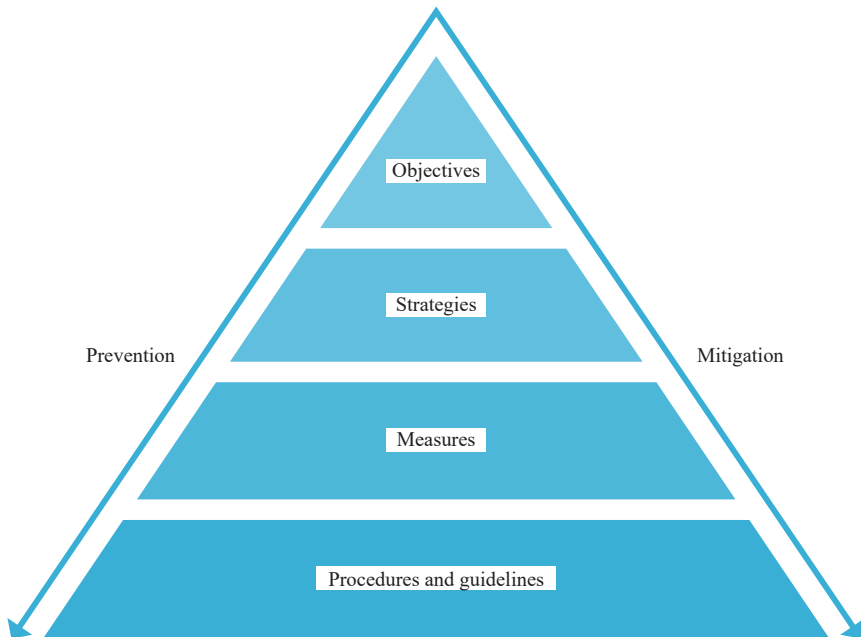 Objectives
Strategies
Prevention
Mitigation
Measures
Procedures and guidelines